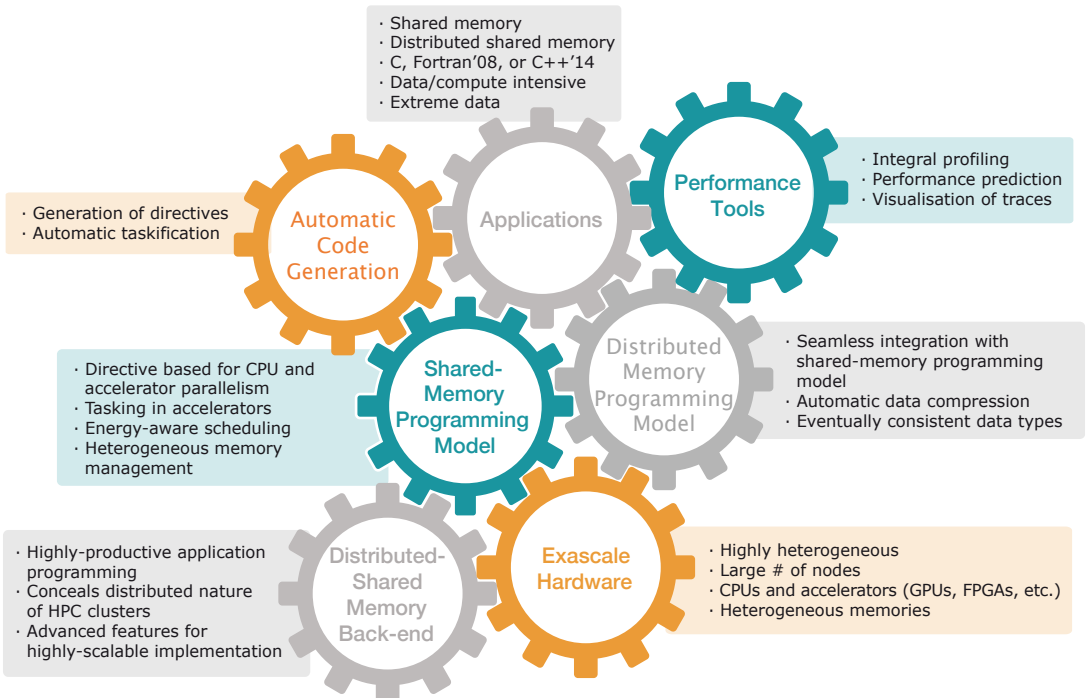 · Shared memory
· Distributed shared memory
· C, Fortran’08, or C++’14
· Data/compute intensive
· Extreme data
Applications
Performance
Tools
· Integral profiling
· Performance prediction
· Visualisation of traces
· Generation of directives
· Automatic taskification
Automatic
Code
Generation
· Directive based for CPU and
accelerator parallelism
· Tasking in accelerators
· Energy-aware scheduling
· Heterogeneous memory
management
Shared-
Memory
Programming
Model
Distributed
Memory
Programming
Model
· Seamless integration with
shared-memory programming
model
· Automatic data compression
· Eventually consistent data types
· Highly-productive application
programming
· Conceals distributed nature
of HPC clusters
· Advanced features for
highly-scalable implementation
Distributed-
Shared
Memory
Back-end
Exascale
Hardware
· Highly heterogeneous
· Large # of nodes
· CPUs and accelerators (GPUs, FPGAs, etc.)
· Heterogeneous memories